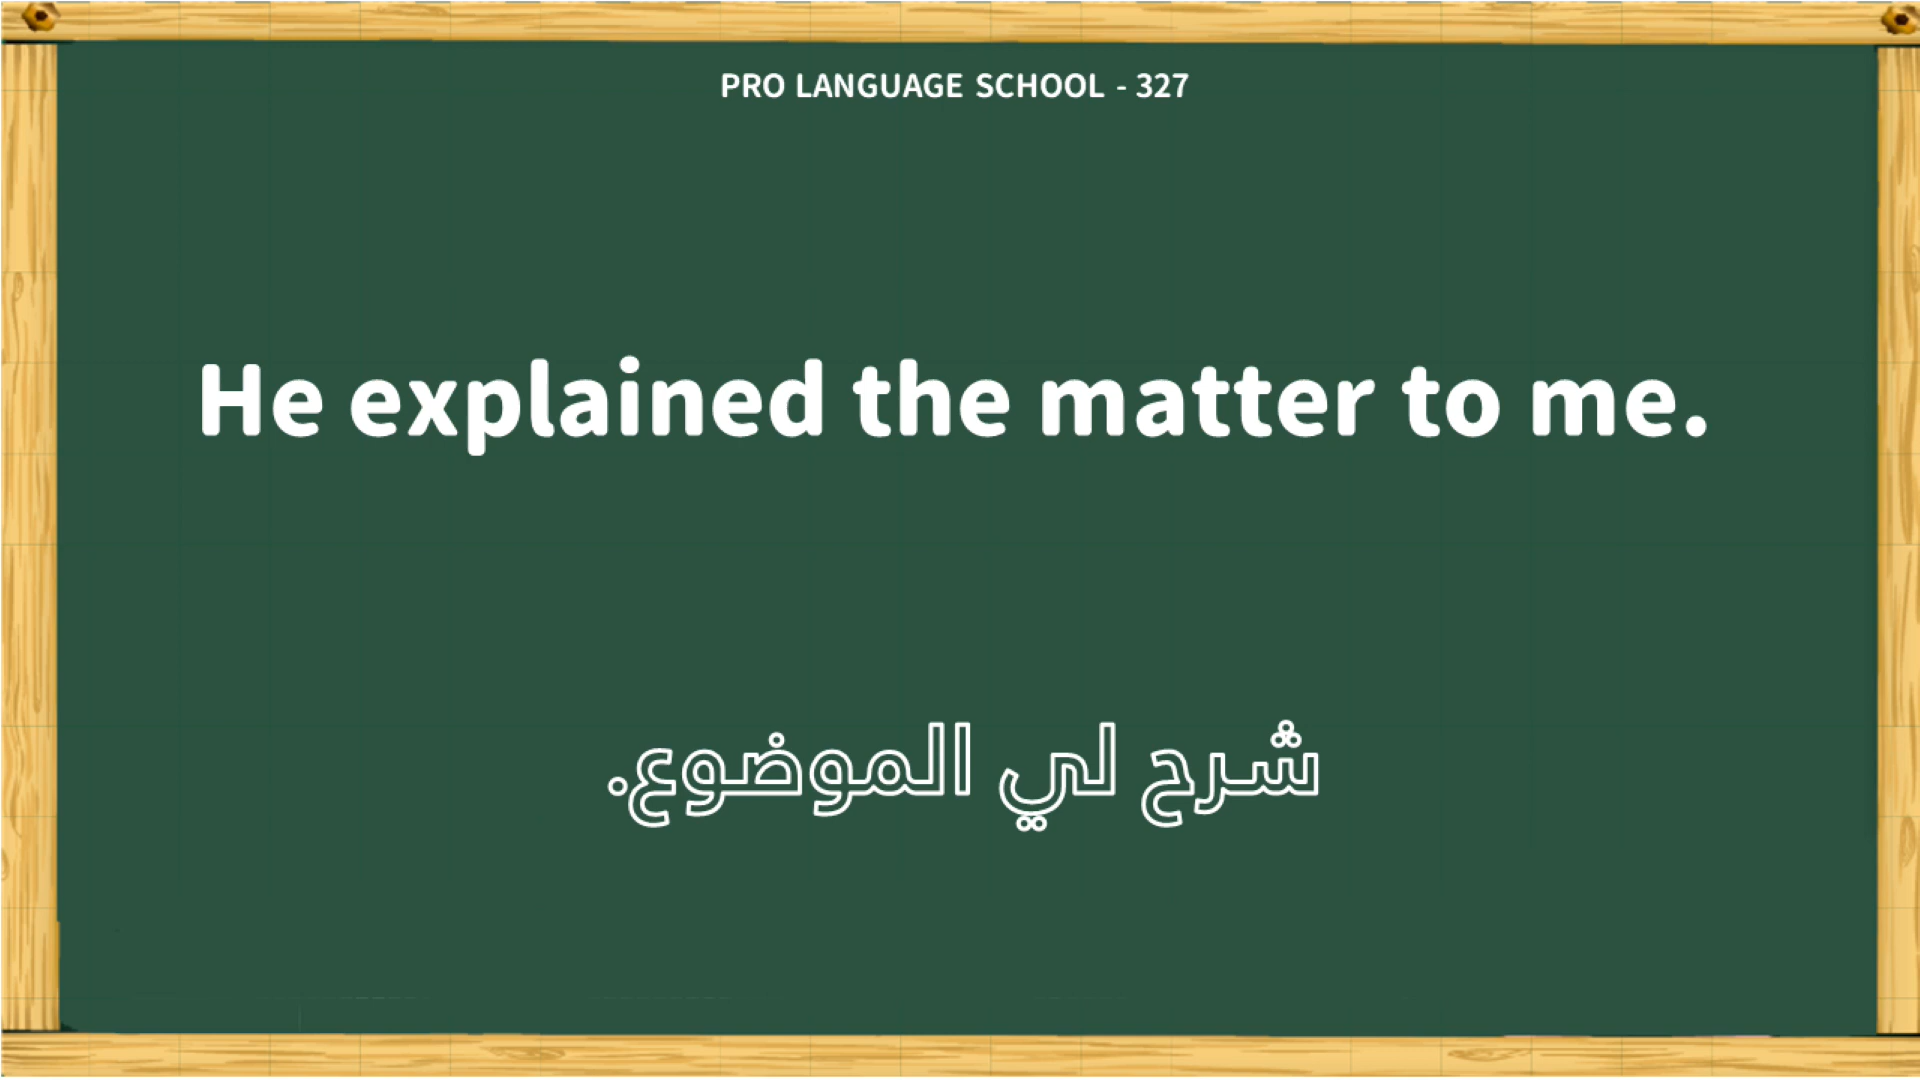 PRO LANGUAGE SCHOOL - 327
He explained the matter to me.
شرح لي الموضوع.